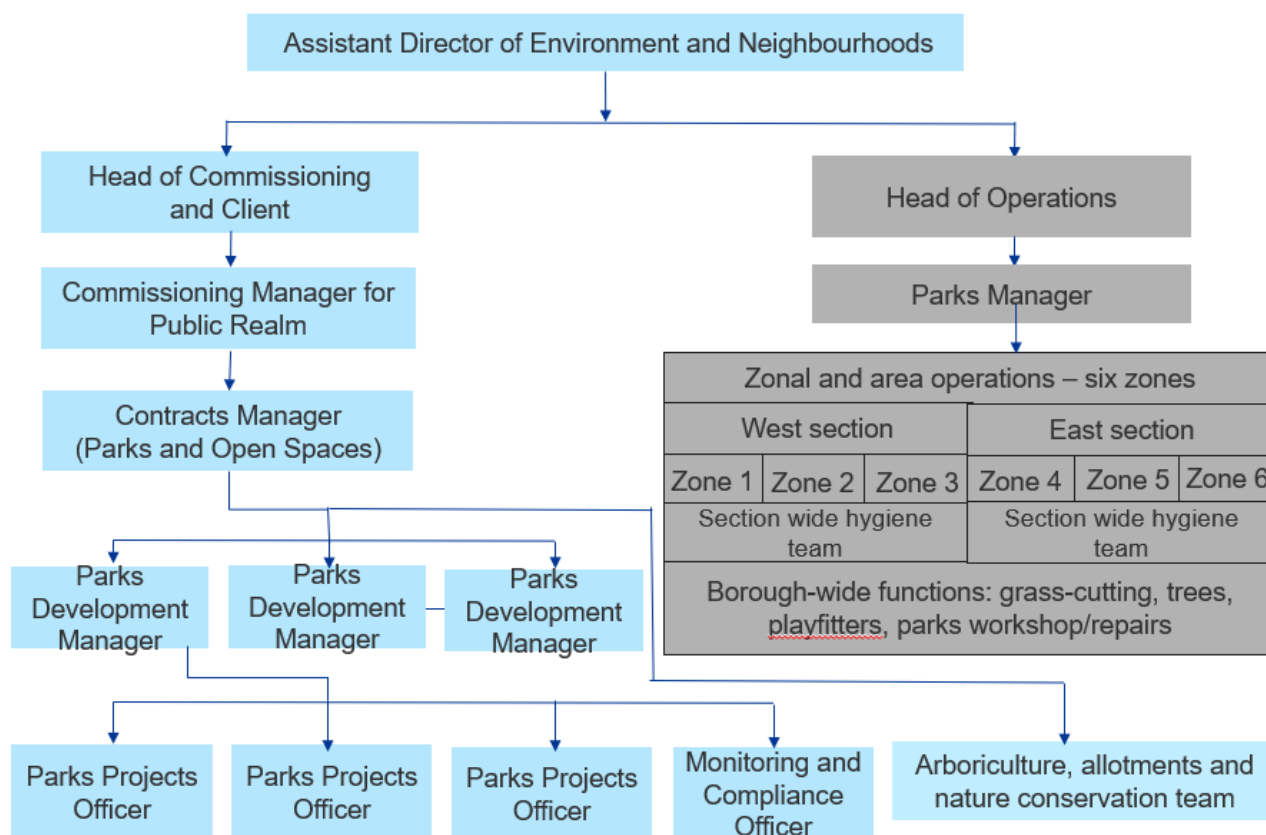 Assistant Director of Environment and Neighbourhoods
Head of Commissioning
and Client
Head of Operations
Commissioning Manager for
Public Realm
Parks Manager
Contracts Manager
(Parks and Open Spaces)
Zonal and area operations – six zones
West section
East section
Zone 1
Zone 2
Zone 3
Zone 4
Zone 5
Zone 6
Section wide hygiene
team
Section wide hygiene
team
Borough-wide functions: grass-cutting, trees,
playfitters, parks workshop/repairs
Parks
Development
Manager
Parks
Development
Manager
Parks
Development
Manager
Parks Projects
Officer
Parks Projects
Officer
Parks Projects
Officer
Monitoring and
Compliance
Officer
Arboriculture, allotments and
nature conservation team